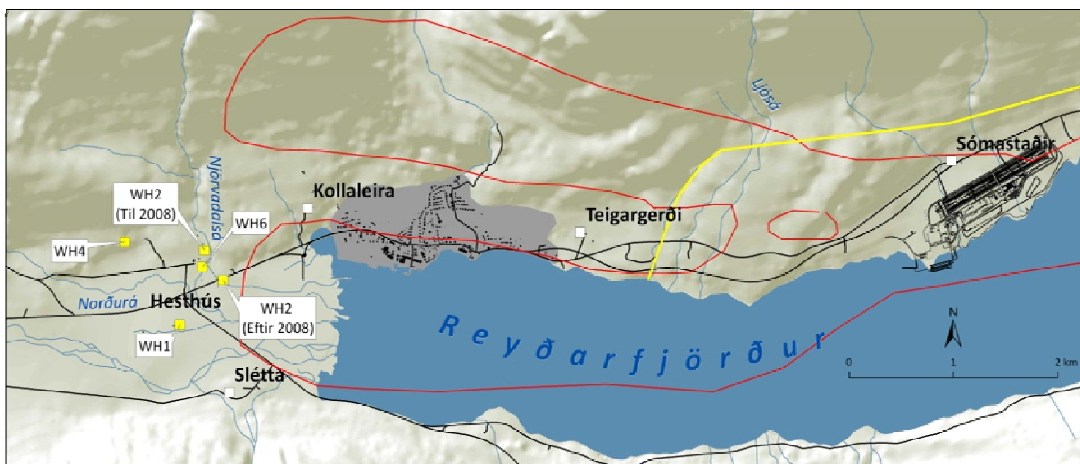 Ljósá
Sómastaðir
Njörvadalsá
WH2
(Til 2008)
Kollaleira
WH6
Teigargerði
WH4
Norðurá
Hesthús
WH2
(Eftir 2008)
WH1
Reyðarfjörður
N
0 1 2 km
Slétta